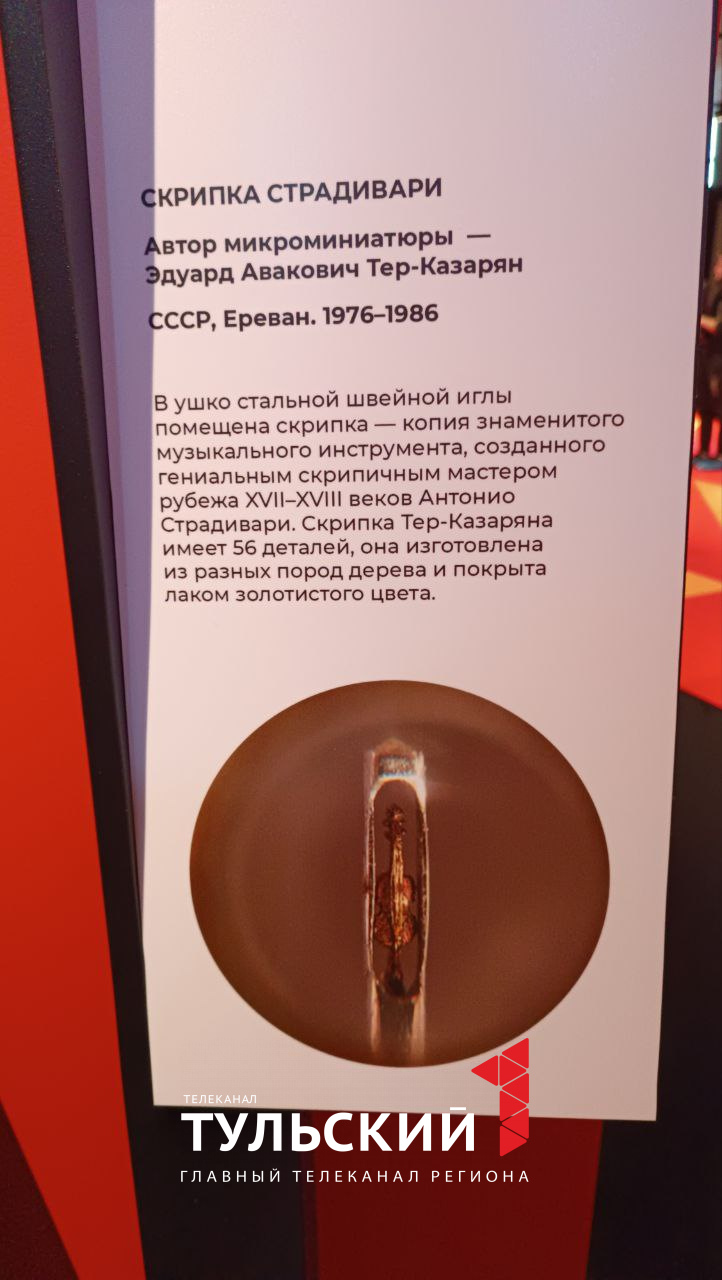 СКРИПКА СТРАДИВАРИ
Автор микроминиатюры —
Эдуард Авакович Тер-Казарян
СССР, Ереван. 1976–1986
В ушко стальной швейной иглы
помещена скрипка — копия знаменитого
музыкального инструмента, созданного
гениальным скрипичным мастером
рубежа XVII–XVIII веков Антонио
Страдивари. Скрипка Тер-Казаряна
имеет 56 деталей, она изготовлена
из разных пород дерева и покрыта
лаком золотистого цвета.
ТЕЛЕКАНАЛ
ТУЛЬСКИЙ 1
ГЛАВНЫЙ ТЕЛЕКАНАЛ РЕГИОНА